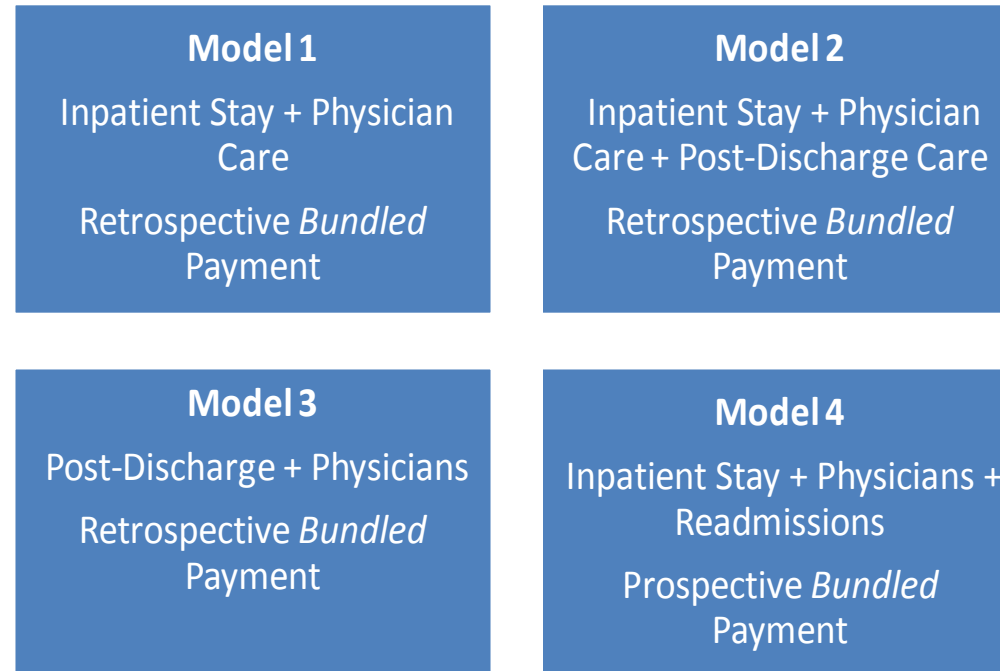 Model 1
Inpatient Stay + Physician
Care
Retrospective Bundled
Payment
Model 2
Inpatient Stay + Physician
Care + Post-Discharge Care
Retrospective Bundled
Payment
Model 3
Post-Discharge + Physicians
Retrospective Bundled
Payment
Model 4
Inpatient Stay + Physicians +
Readmissions
Prospective Bundled
Payment